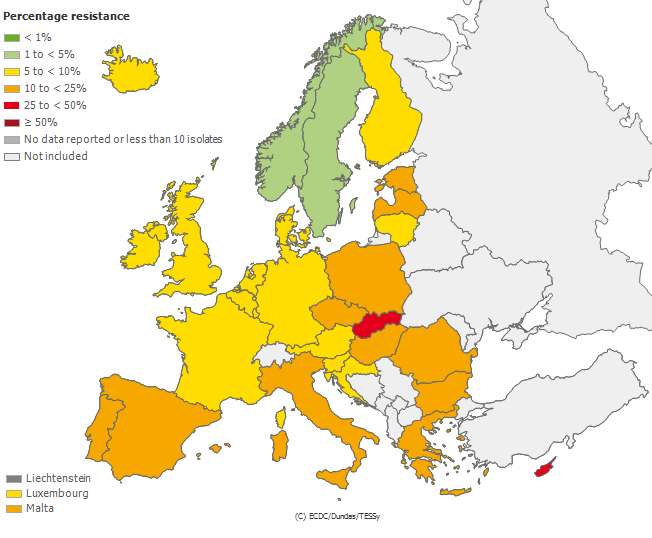 Percentage resistance
< 1%
1 to < 5%
5 to < 10%
10 to < 25%
25 to < 50%
≥ 50%
No data reported or less than 10 isolates
Not included
Liechtenstein
Luxembourg
Malta
(C) ECDC/Dundas/TESSy